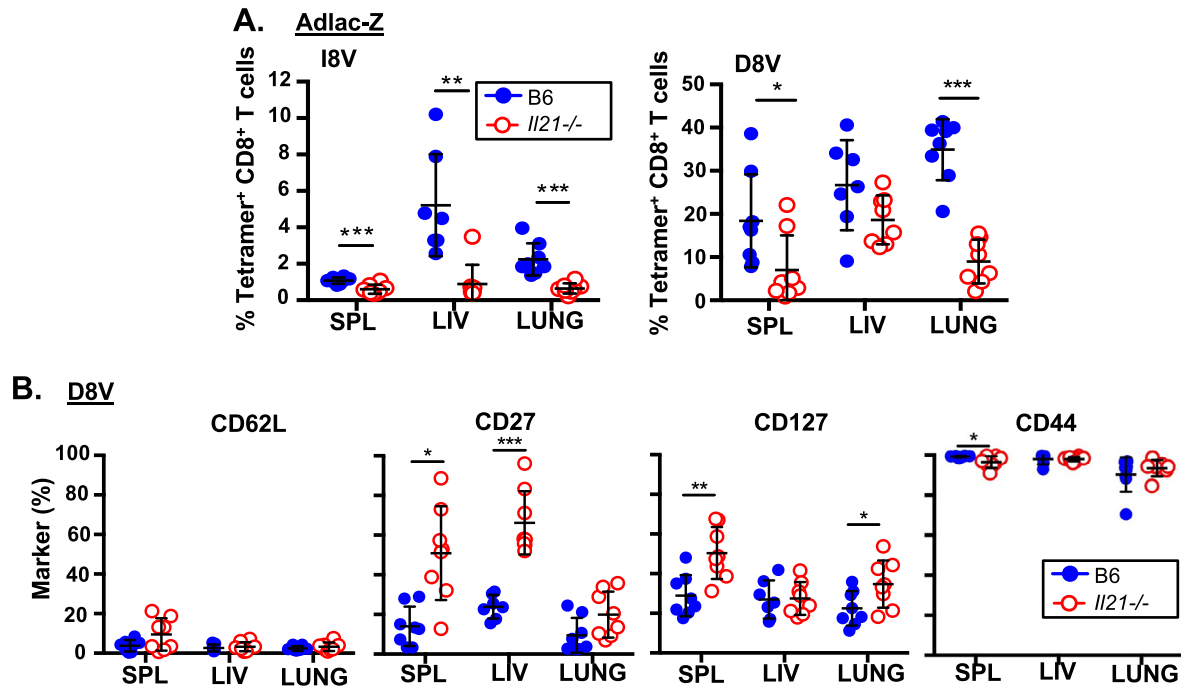 A. Adlac-Z
I8V
% Tetramer⁺ CD8⁺ T cells
12
10
8
6
4
2
0
**
***
***
B6
Il21-/-
SPL LIV LUNG
D8V
% Tetramer⁺ CD8⁺ T cells
50
40
30
20
10
0
*
***
SPL LIV LUNG
B. D8V
CD62L
Marker (%)
100
80
60
40
20
0
SPL LIV LUNG
CD27
*
***
SPL LIV LUNG
CD127
**
*
SPL LIV LUNG
CD44
*
B6
Il21-/-
SPL LIV LUNG